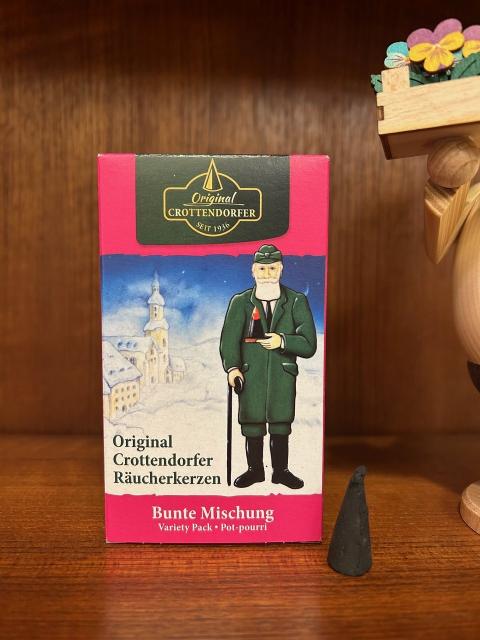 Original
CROTTENDORFER
SEIT 1936
Original
Crottendorfer
Räucherkerzen
Bunte Mischung
Variety Pack • Pot-pourri